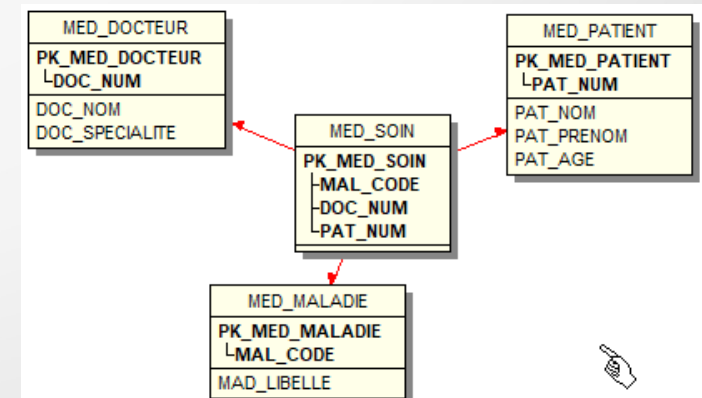 MED_DOCTEUR
PK_MED_DOCTEUR
DOC_NUM
DOC_NOM
DOC_SPECIALITE
MED_PATIENT
PK_MED_PATIENT
PAT_NUM
PAT_NOM
PAT_PRENOM
PAT_AGE
MED_SOIN
PK_MED_SOIN
MAL_CODE
DOC_NUM
PAT_NUM
MED_MALADIE
PK_MED_MALADIE
MAL_CODE
MAD_LIBELLE